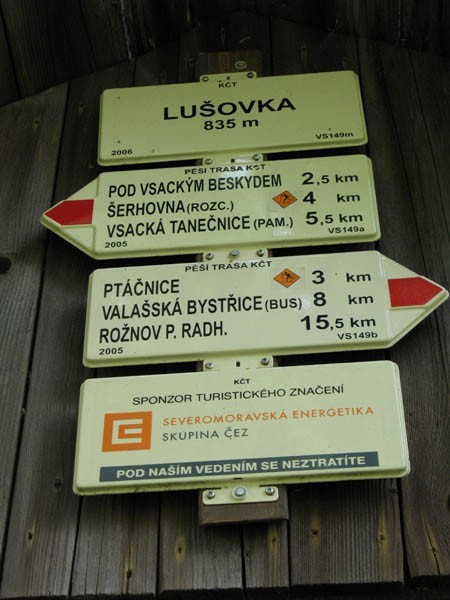 KČT
LUŠOVKA
835 m
2006 VS149m
PĚŠÍ TRASA KČT
POD VSACKÝM BESKYDEM 2,5 km
ŠERHOVNA (ROZC.) 4 km
VSACKÁ TANEČNICE (PAM.) 5,5 km
2005 VS149a
PĚŠÍ TRASA KČT
PTÁČNICE 3 km
VALAŠSKÁ BYSTŘICE (BUS) 8 km
ROŽNOV P. RADH. 15,5 km
2005 VS149b
KČT
SPONZOR TURISTICKÉHO ZNAČENÍ
SEVEROMORAVSKÁ ENERGETIKA
SKUPINA ČEZ
POD NAŠÍM VEDENÍM SE NEZTRATÍTE